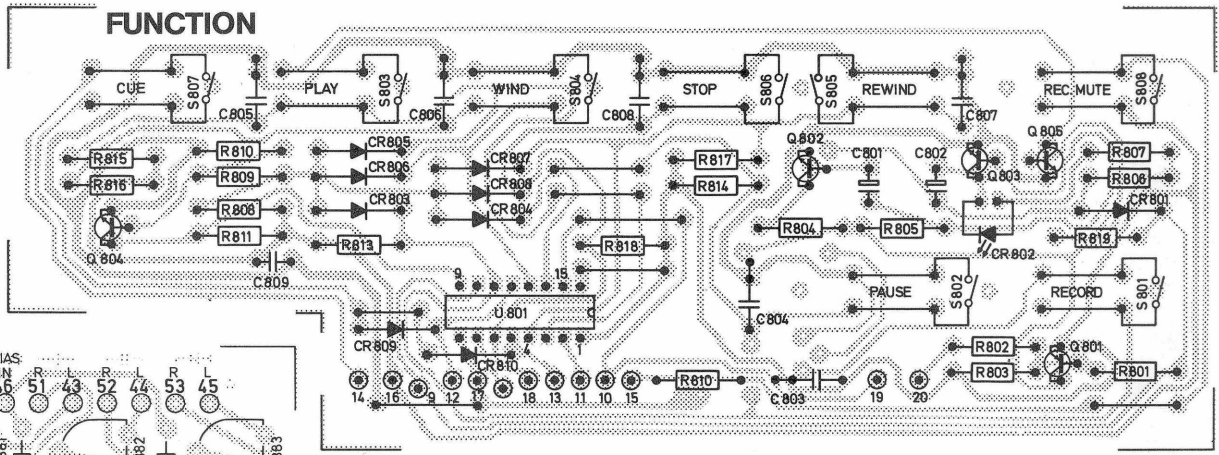 FUNCTION
CUE
S807
C805
PLAY
S803
C806
WIND
S804
C808
STOP
S806
S805
REWIND
C807
REC.MUTE
S808
R815
R816
Q804
R810
R809
R808
R811
C809
CR805
CR806
CR803
R813
CR807
CR808
CR804
R818
R817
R814
Q802
C801
C802
Q803
Q805
R807
R806
CR801
R804
R805
CR802
R819
9
15
U801
4
1
CR809
CR810
C804
PAUSE
S802
RECORD
S801
R802
R803
Q801
R801
14
16
9
12
17
18
13
11
10
15
R810
C803
19
20
R L R L R L
51 43 52 44 53 45